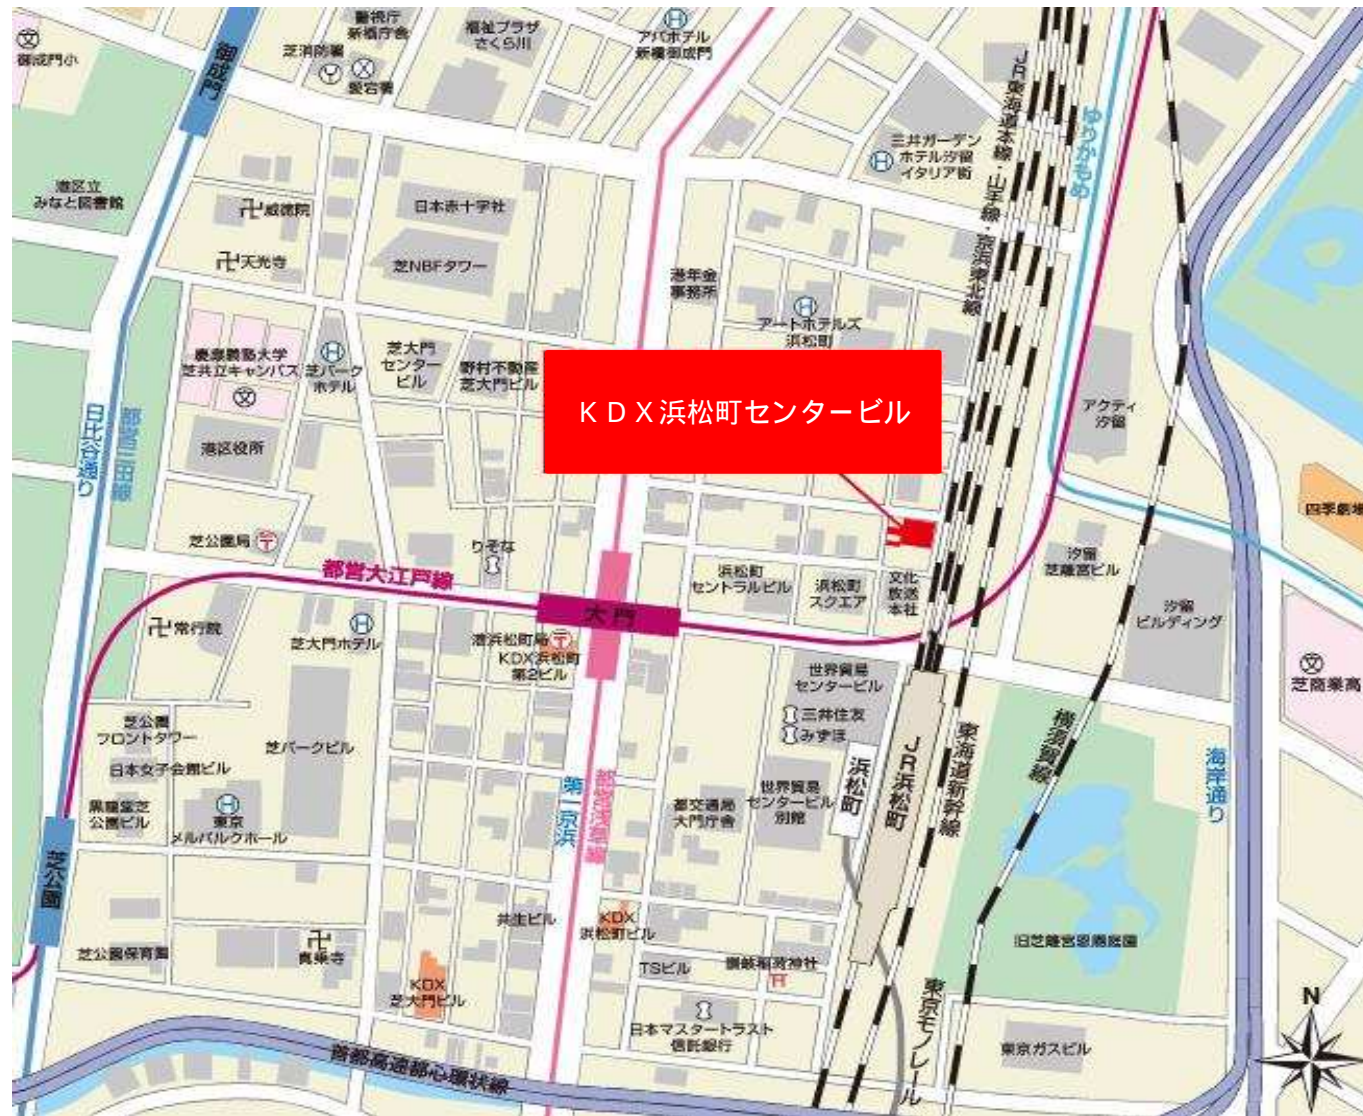 御成門小
芝消防署
警視庁
新橋庁舎
愛宕署
福祉プラザ
さくら川
アパホテル
新橋御成門
御成門
港区立
みなと図書館
威徳院
天光寺
日本赤十字社
芝NBFタワー
三井ガーデン
ホテル汐留
イタリア街
JR東海道本線・山手線・京浜東北線
ゆりかもめ
港年金
事務所
アートホテルズ
浜松町
慶應義塾大学
芝共立キャンパス
芝パーク
ホテル
芝大門
センター
ビル
野村不動産
芝大門ビル
KDX浜松町センタービル
アクティ
汐留
日比谷通り
都営三田線
港区役所
芝公園局
りそな
都営大江戸線
大門
浜松町
セントラルビル
浜松町
スクエア
文化
放送
本社
汐留
芝離宮ビル
汐留
ビルディング
四季劇場
芝商業高
常行院
芝大門ホテル
港浜松町局
KDX浜松町
第2ビル
世界貿易
センタービル
三井住友
みずほ
芝公園
フロントタワー
日本女子会館ビル
芝パークビル
黒龍堂芝
公園ビル
東京
メルパルクホール
第一京浜
都営浅草線
都交通局
大門庁舎
世界貿易
センタービル
別館
浜松町
JR浜松町
東海道新幹線
横須賀線
海岸通り
芝公園
芝公園保育園
真乗寺
共生ビル
KDX
浜松町ビル
KDX
芝大門ビル
TSビル
讃岐稲荷神社
日本マスタートラスト
信託銀行
旧芝離宮恩賜庭園
東京モノレール
東京ガスビル
首都高速都心環状線
N